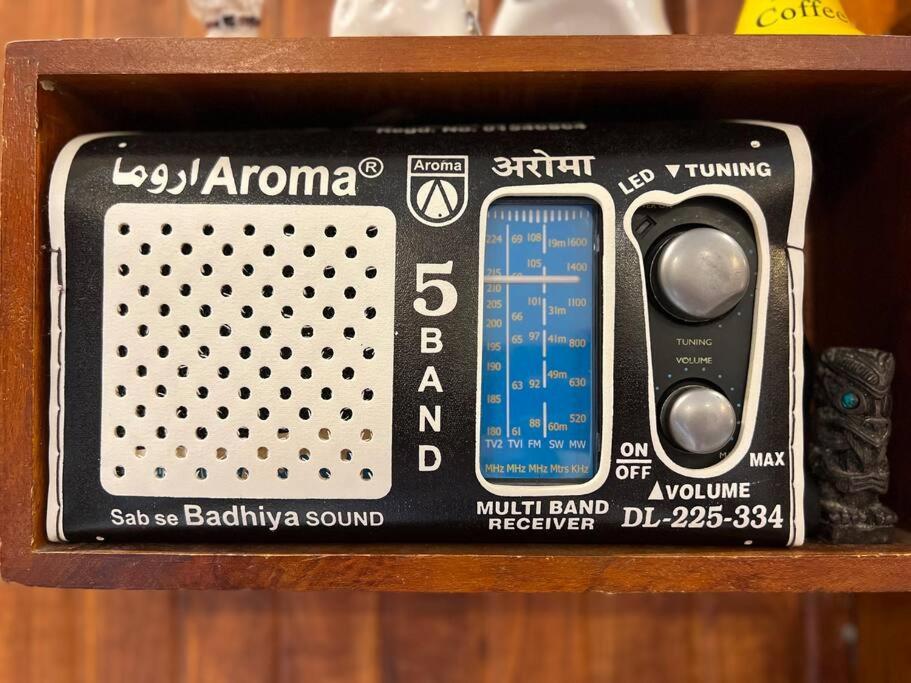 Coffee
اروما Aroma®
Aroma
अरोमा
LED ▼TUNING
5
BAND
224 69 108 19m 1600
215 68 105 1400
210
205 101 1100
66 31m
200
65 97 41m 800
195
190 49m
63 92 630
185
88 520
180 61 60m
TV2 TV1 FM SW MW
MHz MHz MHz Mtrs KHz
TUNING
VOLUME
ON
OFF
MAX
▲VOLUME
Sab se Badhiya SOUND
MULTI BAND
RECEIVER
DL-225-334